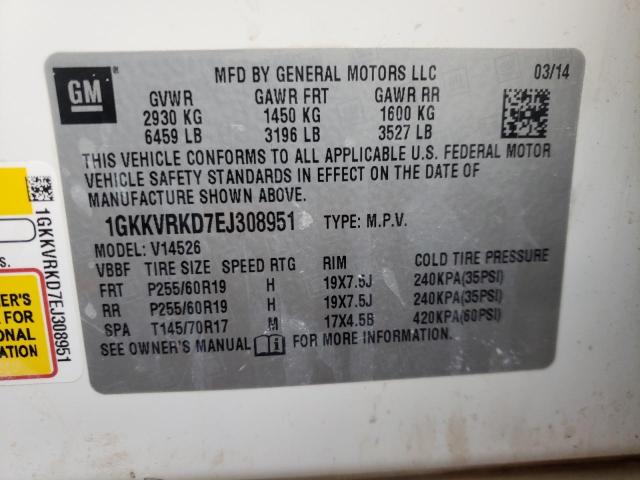 GM
MFD BY GENERAL MOTORS LLC 03/14
GVWR GAWR FRT GAWR RR
2930 KG 1450 KG 1600 KG
6459 LB 3196 LB 3527 LB
THIS VEHICLE CONFORMS TO ALL APPLICABLE U.S. FEDERAL MOTOR
VEHICLE SAFETY STANDARDS IN EFFECT ON THE DATE OF
MANUFACTURE SHOWN ABOVE.
1GKKVRKD7EJ308951 TYPE: M.P.V.
MODEL: V14526
VBBF TIRE SIZE SPEED RTG RIM COLD TIRE PRESSURE
FRT P255/60R19 H 19X7.5J 240KPA(35PSI)
RR P255/60R19 H 19X7.5J 240KPA(35PSI)
SPA T145/70R17 M 17X4.5B 420KPA(60PSI)
SEE OWNER'S MANUAL FOR MORE INFORMATION.
1GKKVRKD7EJ308951
S.
ER'S
FOR
ONAL
ATION